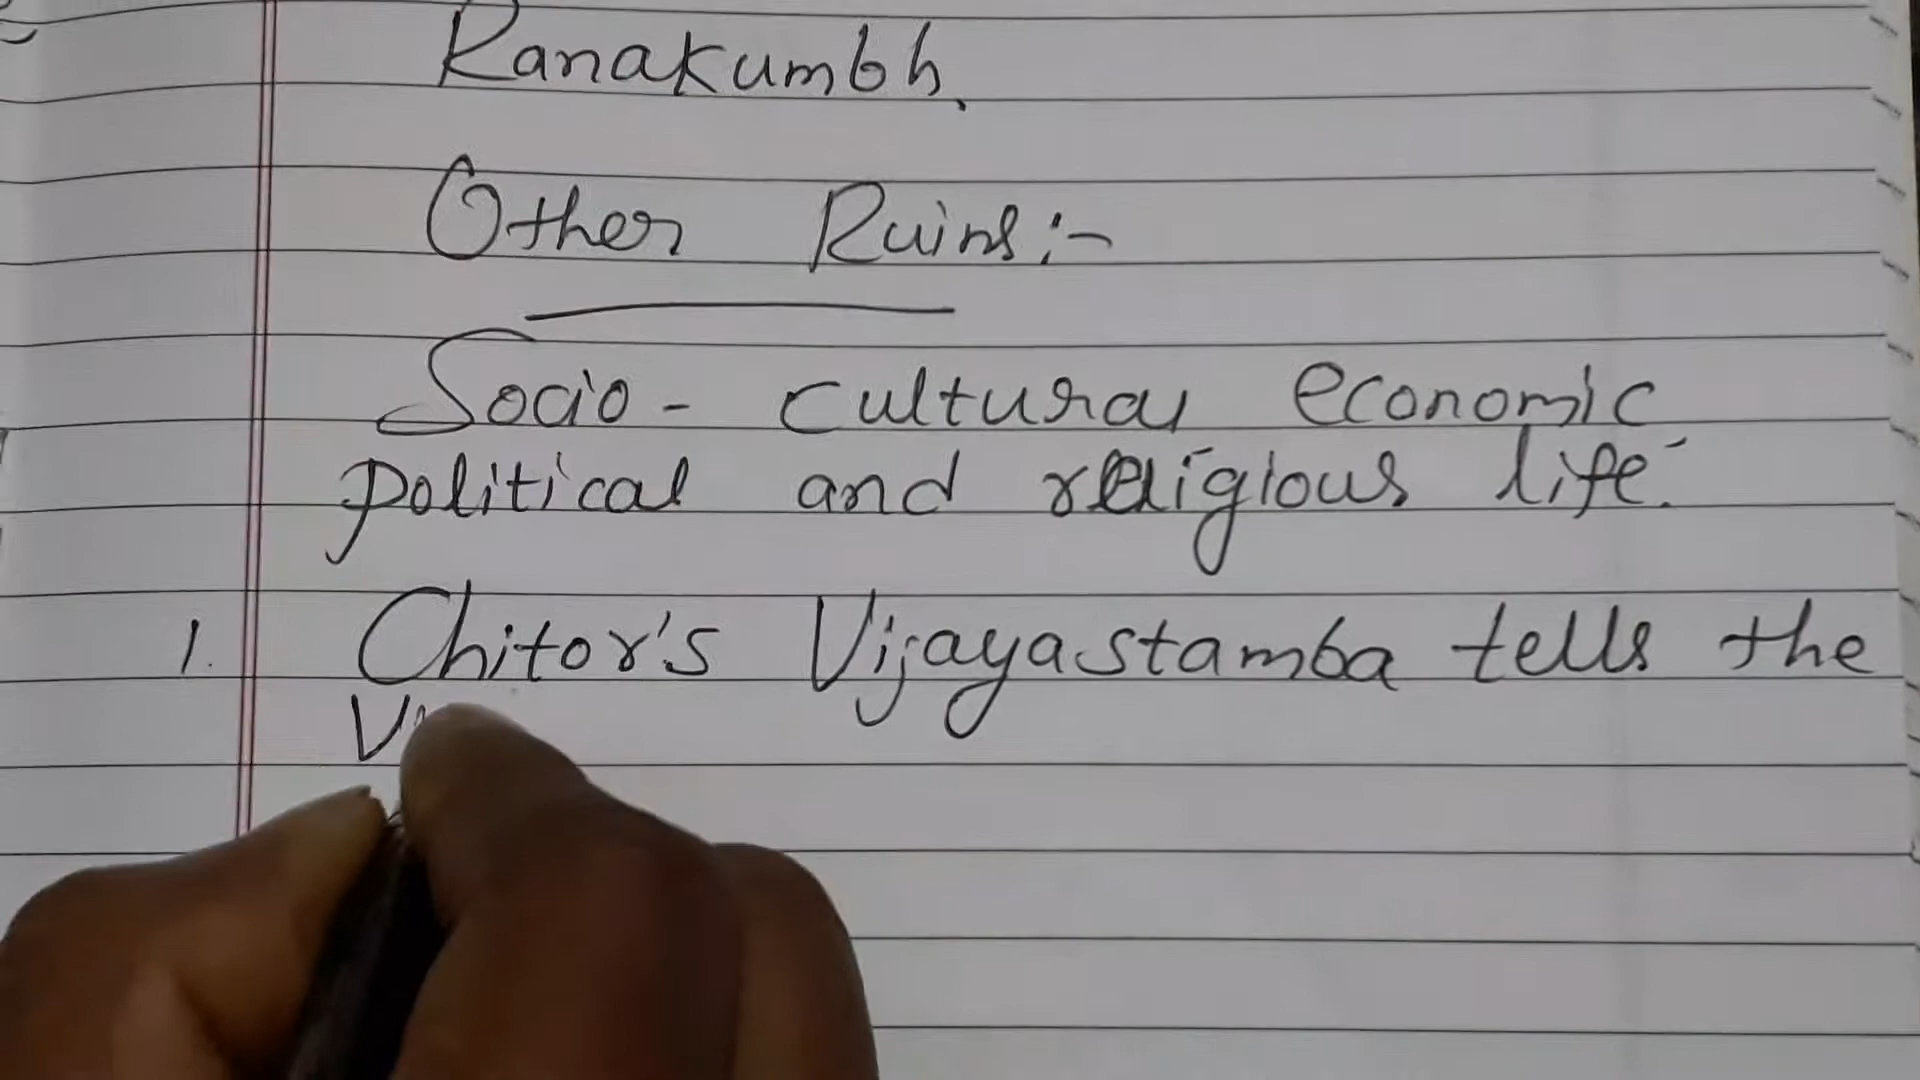 Ranakumbh.
Other Ruins:-
Socio - cultural economic
political and religious life.
1. Chitor's Vijayastamba tells the